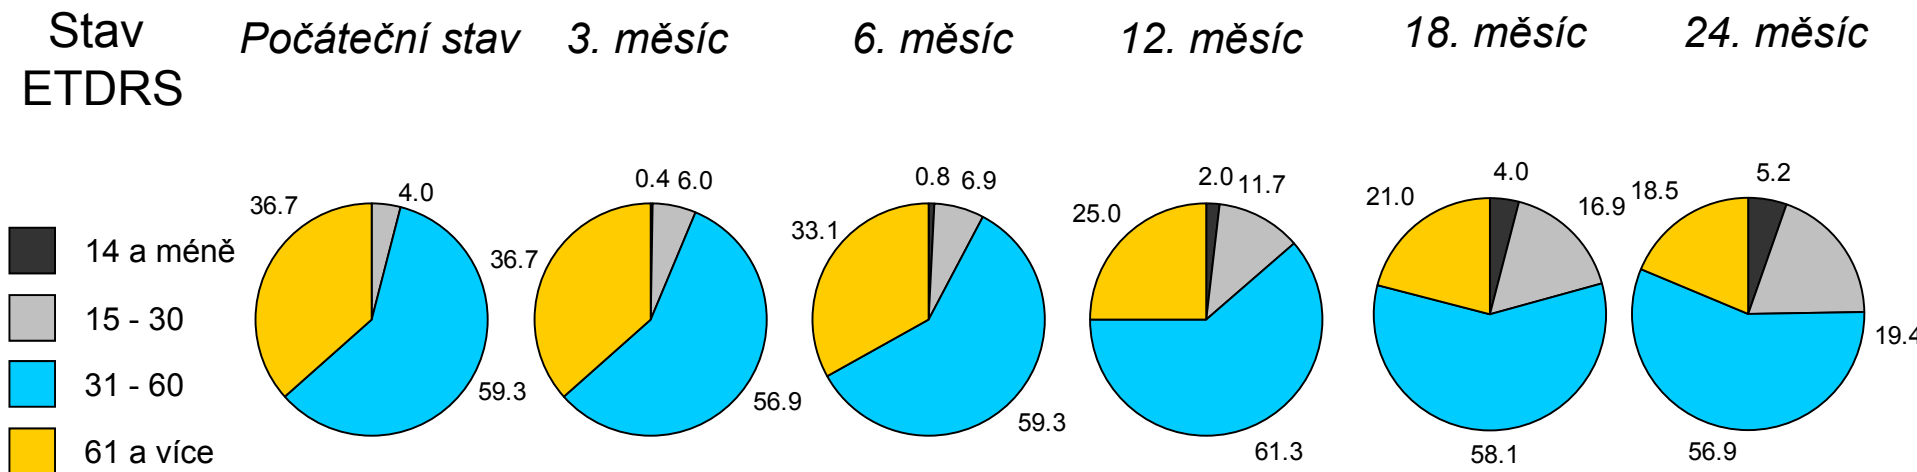 Stav
ETDRS
Počáteční stav
3. měsíc
6. měsíc
12. měsíc
18. měsíc
24. měsíc
14 a méně
15 - 30
31 - 60
61 a více
36.7
4.0
59.3
0.4
6.0
36.7
56.9
0.8
6.9
33.1
59.3
2.0
11.7
25.0
61.3
4.0
16.9
21.0
58.1
5.2
18.5
19.4
56.9